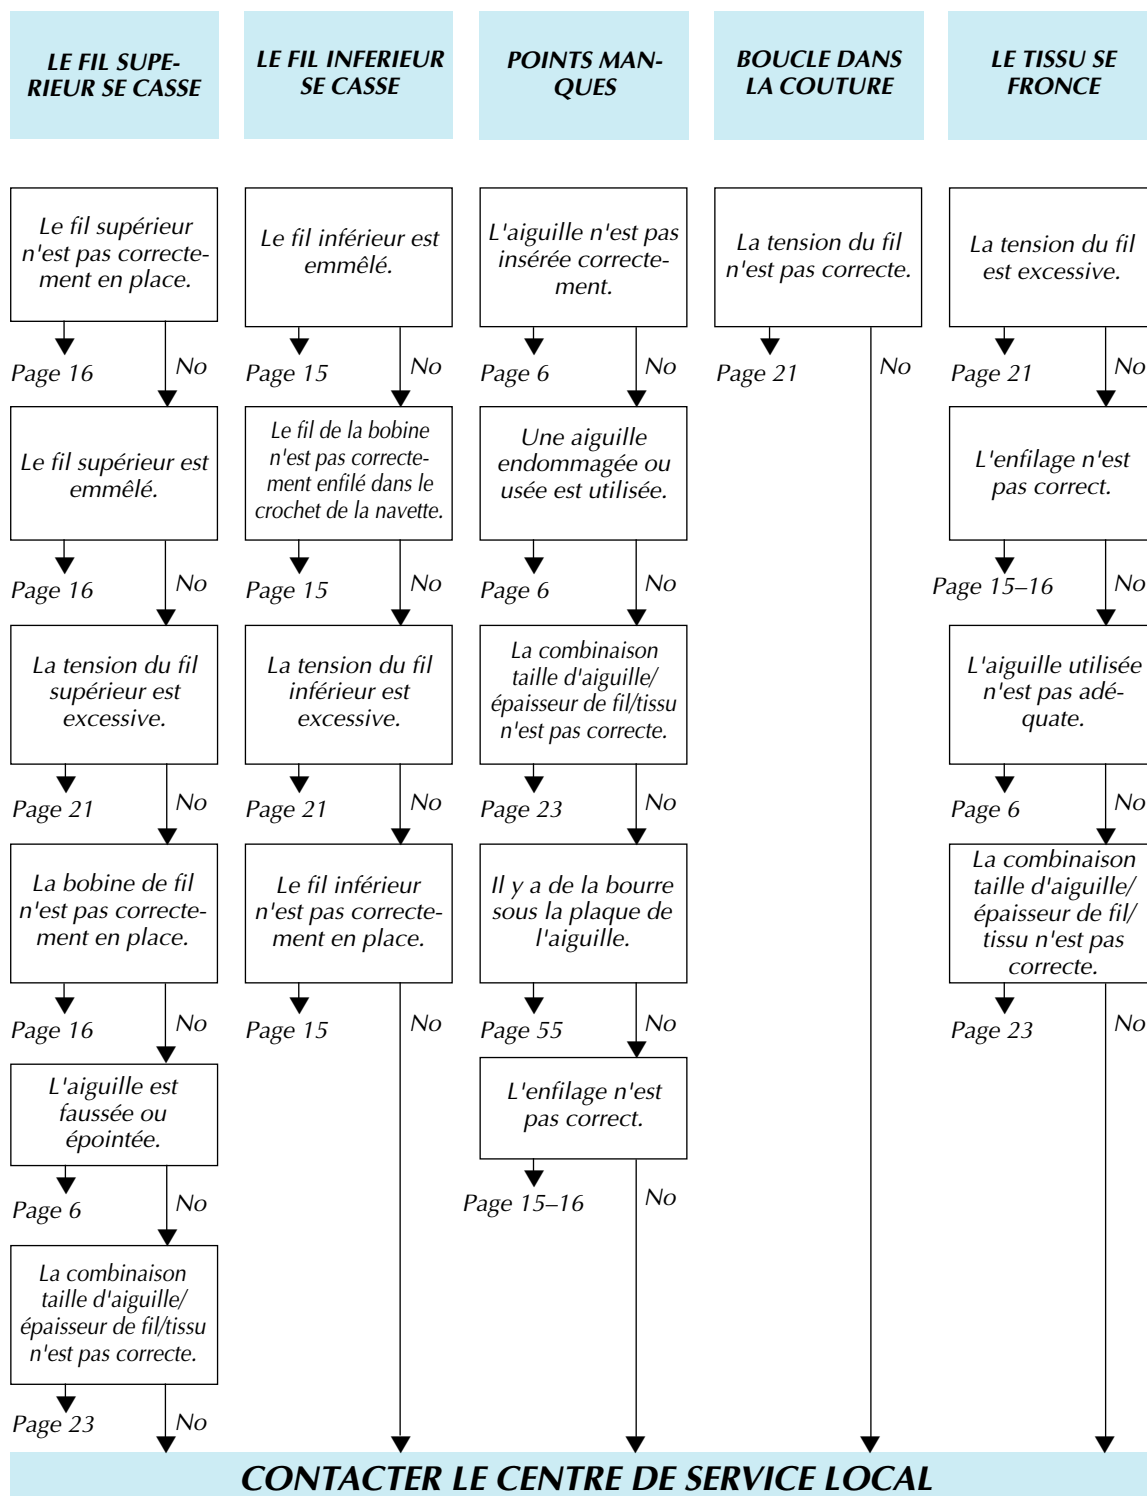 LE FIL SUPE-
RIEUR SE CASSE
Le fil supérieur
n'est pas correcte-
ment en place.
Page 16
No
Le fil supérieur est
emmêlé.
Page 16
No
La tension du fil
supérieur est
excessive.
Page 21
No
La bobine de fil
n'est pas correcte-
ment en place.
Page 16
No
L'aiguille est
faussée ou
épointée.
Page 6
No
La combinaison
taille d'aiguille/
épaisseur de fil/tissu
n'est pas correcte.
Page 23
No
LE FIL INFERIEUR
SE CASSE
Le fil inférieur est
emmêlé.
Page 15
No
Le fil de la bobine
n'est pas correcte-
ment enfilé dans le
crochet de la navette.
Page 15
No
La tension du fil
inférieur est
excessive.
Page 21
No
Le fil inférieur
n'est pas correcte-
ment en place.
Page 15
No
POINTS MAN-
QUES
L'aiguille n'est pas
insérée correcte-
ment.
Page 6
No
Une aiguille
endommagée ou
usée est utilisée.
Page 6
No
La combinaison
taille d'aiguille/
épaisseur de fil/tissu
n'est pas correcte.
Page 23
No
Il y a de la bourre
sous la plaque de
l'aiguille.
Page 55
No
L'enfilage n'est
pas correct.
Page 15–16
No
BOUCLE DANS
LA COUTURE
La tension du fil
n'est pas correcte.
Page 21
No
LE TISSU SE
FRONCE
La tension du fil
est excessive.
Page 21
No
L'enfilage n'est
pas correct.
Page 15–16
No
L'aiguille utilisée
n'est pas adé-
quate.
Page 6
No
La combinaison
taille d'aiguille/
épaisseur de fil/
tissu n'est pas
correcte.
Page 23
No
CONTACTER LE CENTRE DE SERVICE LOCAL